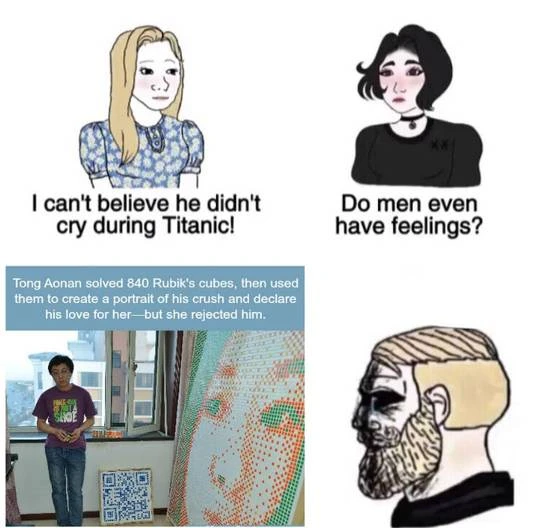 I can't believe he didn't
cry during Titanic!
Do men even
have feelings?
Tong Aonan solved 840 Rubik's cubes, then used
them to create a portrait of his crush and declare
his love for her—but she rejected him.